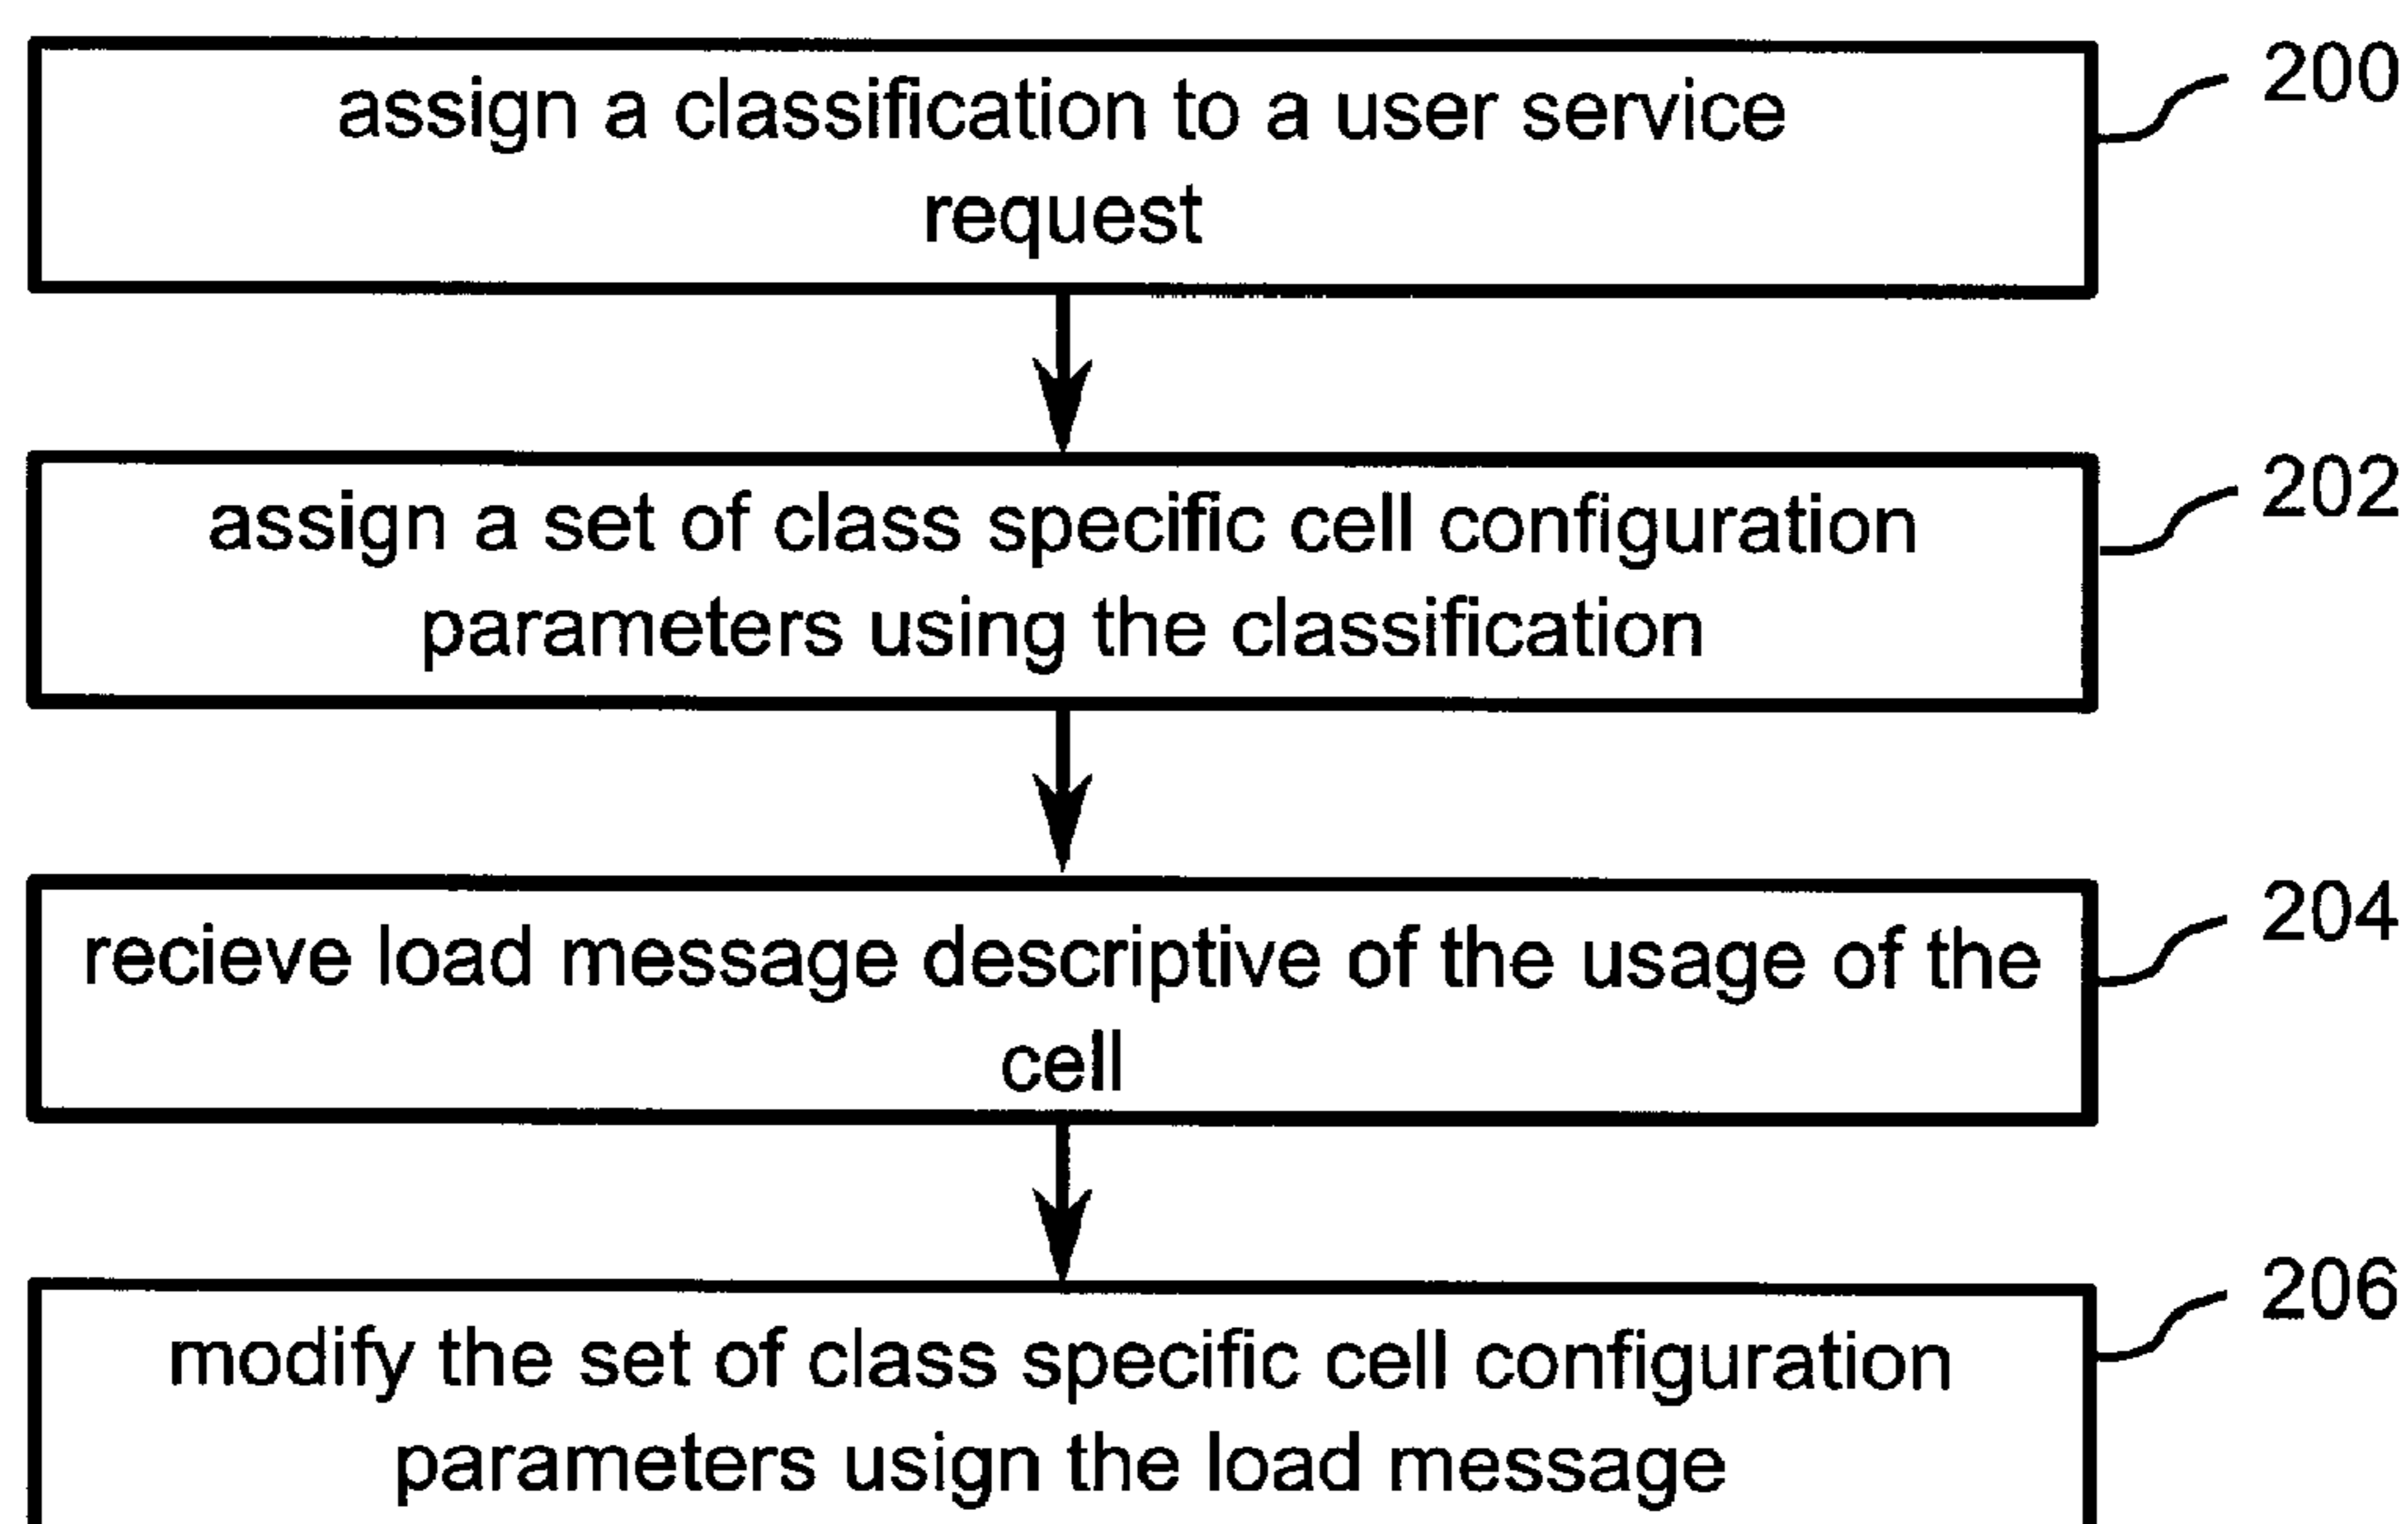 assign a classification to a user service
request
200
assign a set of class specific cell configuration
parameters using the classification
202
recieve load message descriptive of the usage of the
cell
204
modify the set of class specific cell configuration
parameters usign the load message
206